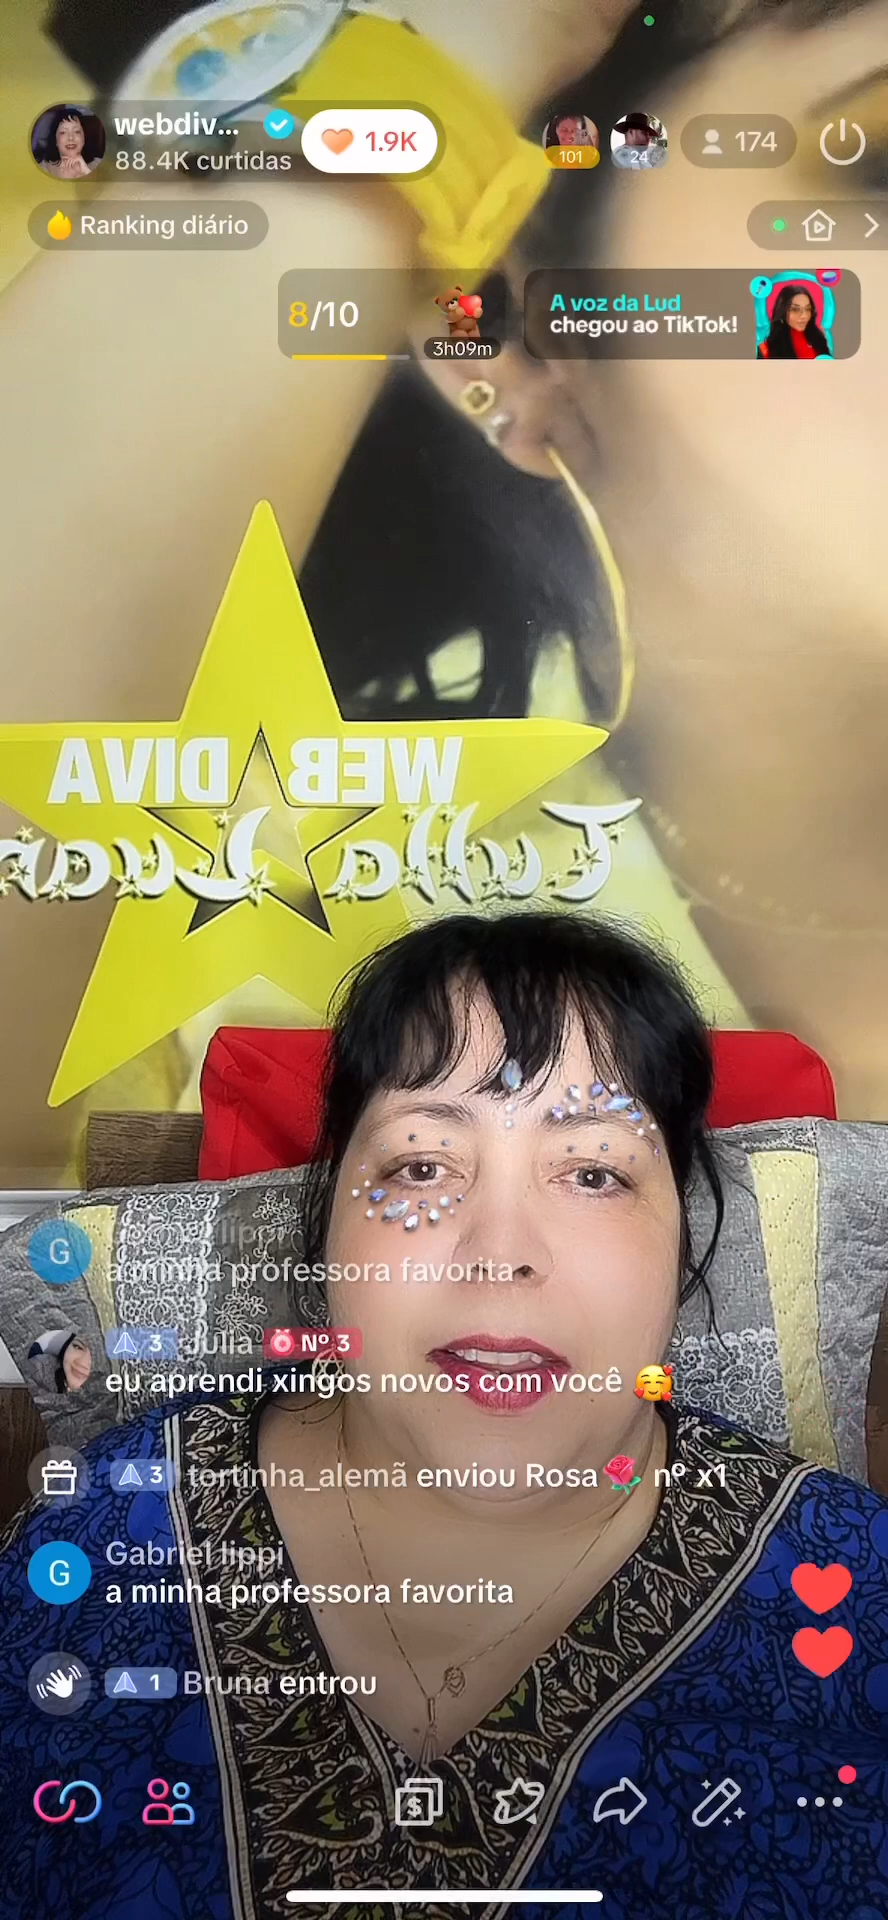 webdiv...
1.9K
88.4K curtidas
101
24
174
Ranking diário
8/10
3h09m
A voz da Lud
chegou ao TikTok!
WEB DIVA
Tulla Luana
a minha professora favorita
3 Julia Nº 3
eu aprendi xingos novos com você
3 tortinha_alemã enviou Rosa nº x1
G
Gabriel lippi
a minha professora favorita
1 Bruna entrou